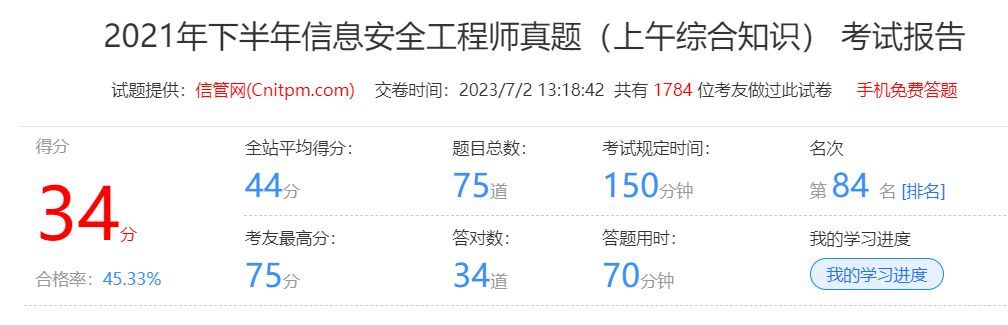 2021年下半年信息安全工程师真题（上午综合知识） 考试报告
试题提供：信管网(Cnitpm.com) 交卷时间：2023/7/2 13:18:42 共有 1784 位考友做过此试卷 手机免费答题
得分
34分
合格率：45.33%
全站平均得分：
44分
题目总数：
75道
考试规定时间：
150分钟
名次
第 84 名 [排名]
考友最高分：
75分
答对数：
34道
答题用时：
70分钟
我的学习进度
我的学习进度